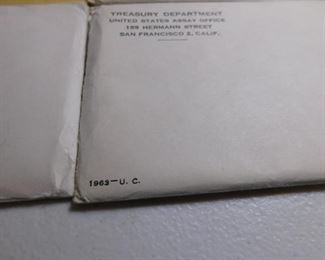 TREASURY DEPARTMENT
UNITED STATES ASSAY OFFICE
155 HERMANN STREET
SAN FRANCISCO 2, CALIF.
1963–U. C.